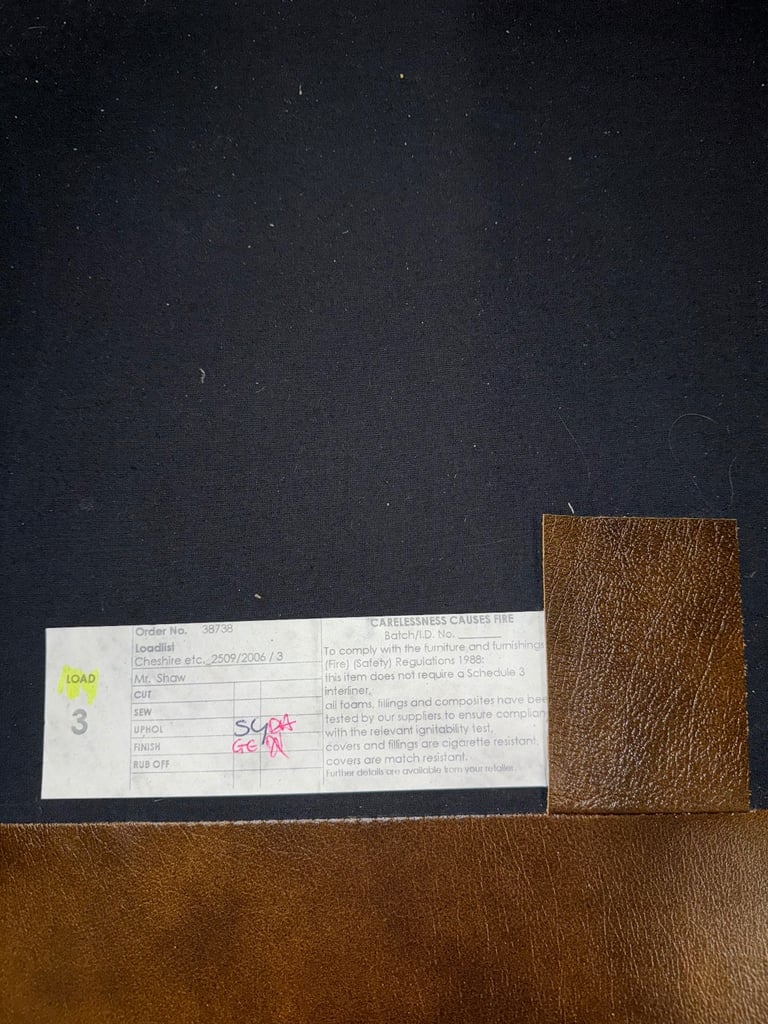 LOAD
3
Order No. 38738
Loadlist
Cheshire etc. 2509/2006 / 3
Mr. Shaw
CUT
SEW
UPHOL SY DA
FINISH GE
RUB OFF
CARELESSNESS CAUSES FIRE
Batch/I.D. No. ________
To comply with the furniture and furnishings
(Fire) (Safety) Regulations 1988:
this item does not require a Schedule 3
interliner,
all foams, fillings and composites have bee
tested by our suppliers to ensure complian
with the relevant ignitability test,
covers and fillings are cigarette resistant,
covers are match resistant.
Further details are available from your retailer.